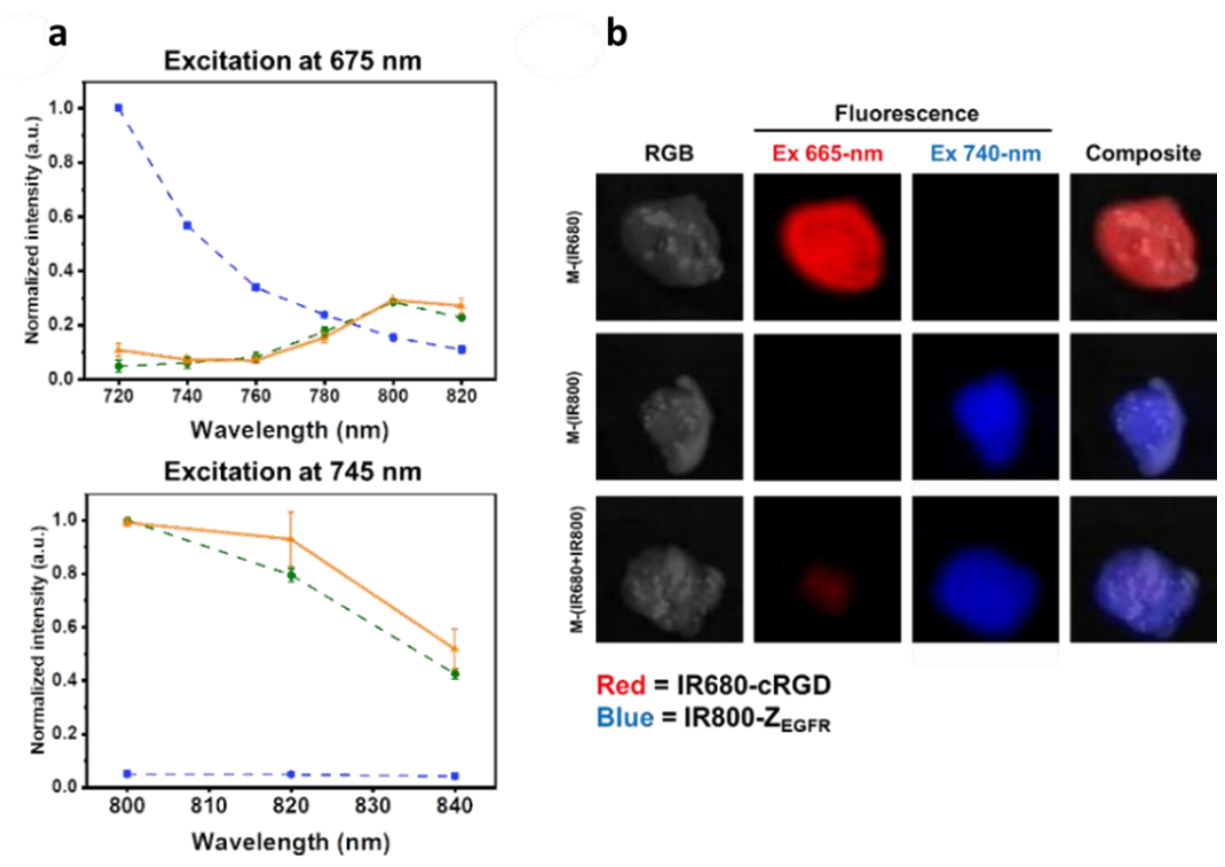 a
Excitation at 675 nm
Normalized intensity (a.u.)
1.0
0.8
0.6
0.4
0.2
0.0
720 740 760 780 800 820
Wavelength (nm)
Excitation at 745 nm
Normalized intensity (a.u.)
1.0
0.8
0.6
0.4
0.2
0.0
800 810 820 830 840
Wavelength (nm)
b
Fluorescence
RGB Ex 665-nm Ex 740-nm Composite
M-(IR680)
M-(IR800)
M-(IR680+IR800)
Red = IR680-cRGD
Blue = IR800-ZEGFR